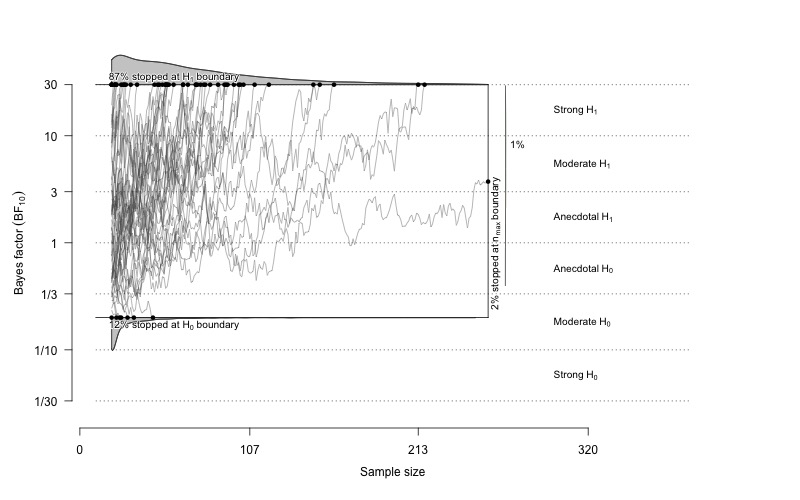 87% stopped at H₁ boundary
30
10
3
1
1/3
1/10
1/30
Bayes factor (BF₁₀)
12% stopped at H₀ boundary
2% stopped at nₘₐₓ boundary
1%
Strong H₁
Moderate H₁
Anecdotal H₁
Anecdotal H₀
Moderate H₀
Strong H₀
0
107
213
320
Sample size